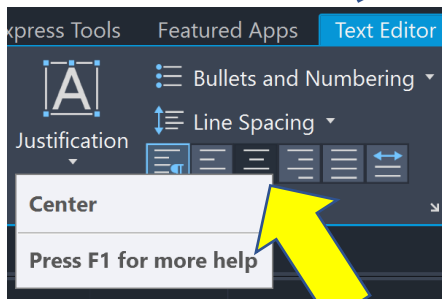 xpress Tools Featured Apps Text Editor
A
Bullets and Numbering
Line Spacing
Justification
Center
Press F1 for more help